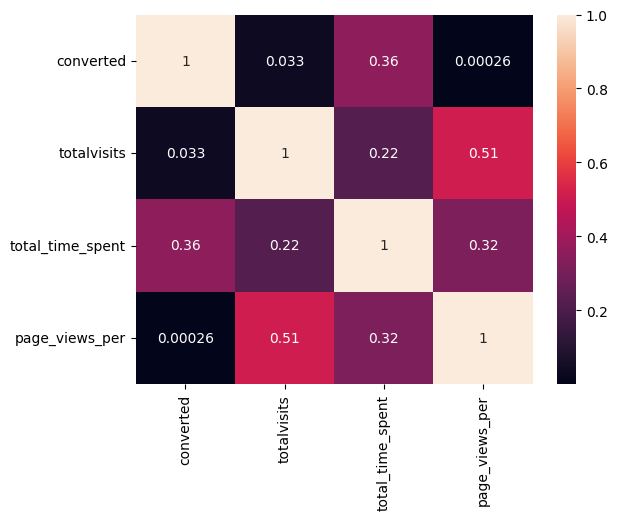 1.0
converted 1 0.033 0.36 0.00026
0.8
totalvisits 0.033 1 0.22 0.51
0.6
total_time_spent 0.36 0.22 1 0.32
0.4
page_views_per 0.00026 0.51 0.32 1
0.2
converted
totalvisits
total_time_spent
page_views_per